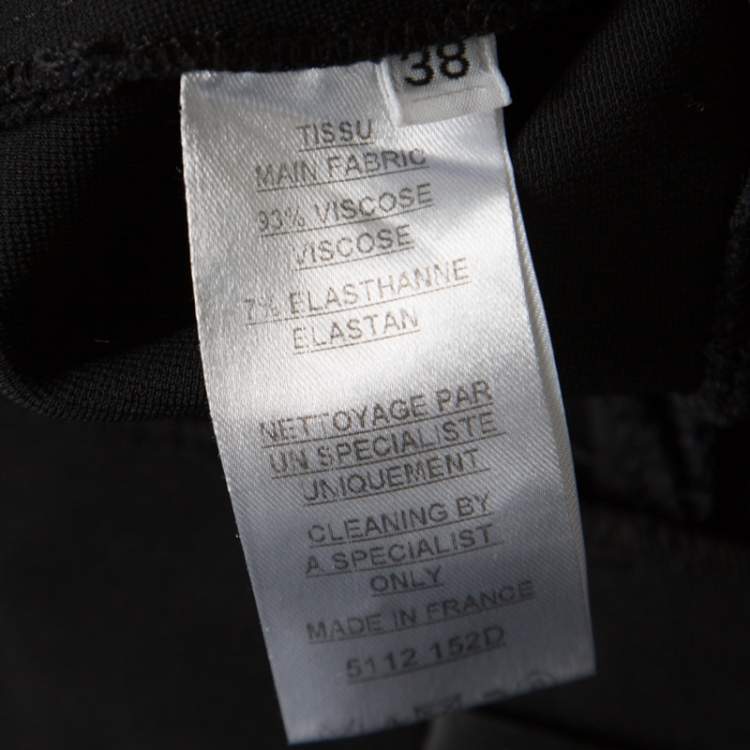 38
TISSU
MAIN FABRIC
93% VISCOSE
VISCOSE
7% ELASTHANNE
ELASTAN
NETTOYAGE PAR
UN SPECIALISTE
UNIQUEMENT
CLEANING BY
A SPECIALIST
ONLY
MADE IN FRANCE
5112 152D